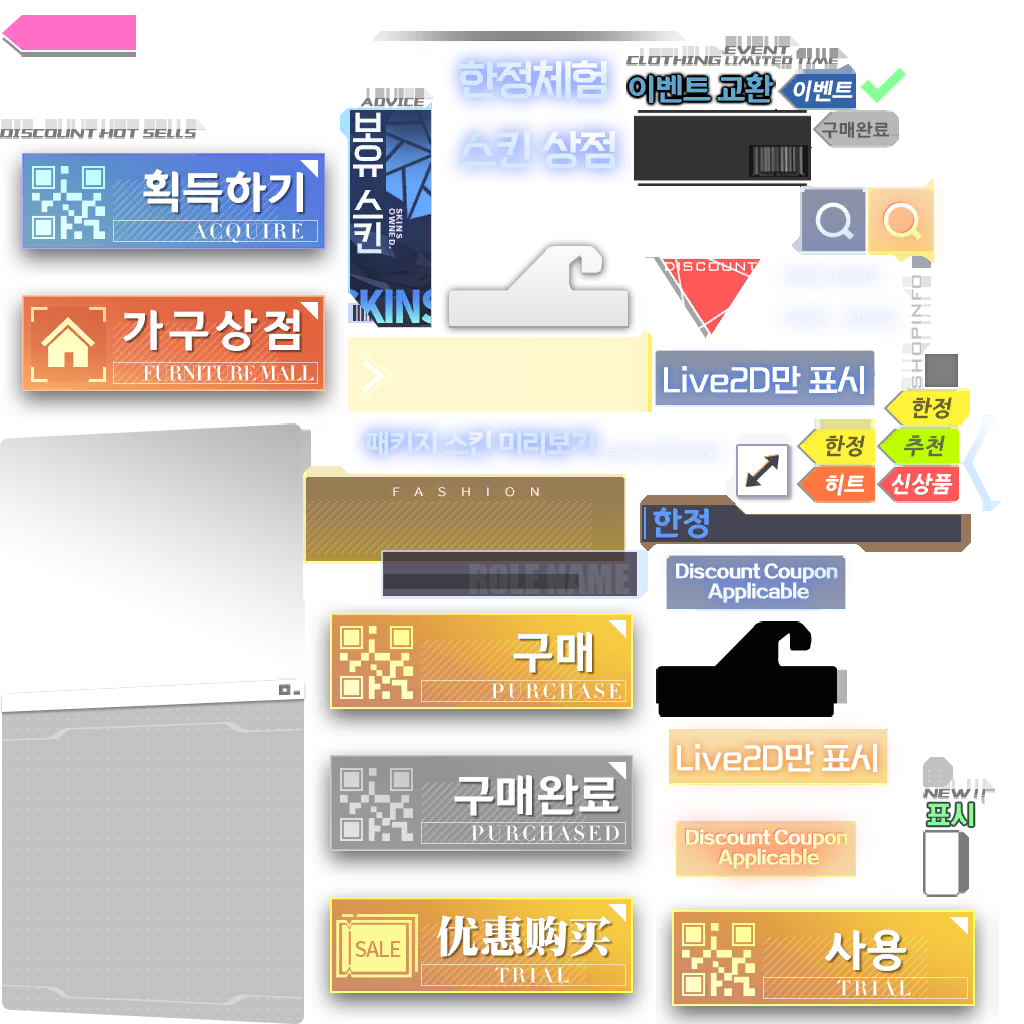 EVENT
CLOTHING LIMITED TIME
한정체험
이벤트 교환
이벤트
ADVICE
DISCOUNT HOT SELLS
보유 스킨
SKINS
OWNED.
SKINS
스킨 상점
구매완료
획득하기
ACQUIRE
DISCOUNT
SHOPINFO
가구상점
FURNITURE MALL
Live2D만 표시
한정
패키지 스킨 미리보기
한정
추천
히트
신상품
FASHION
한정
ROLE NAME
Discount Coupon
Applicable
구매
PURCHASE
Live2D만 표시
구매완료
PURCHASED
NEW!!
표시
Discount Coupon
Applicable
SALE
优惠购买
TRIAL
사용
TRIAL